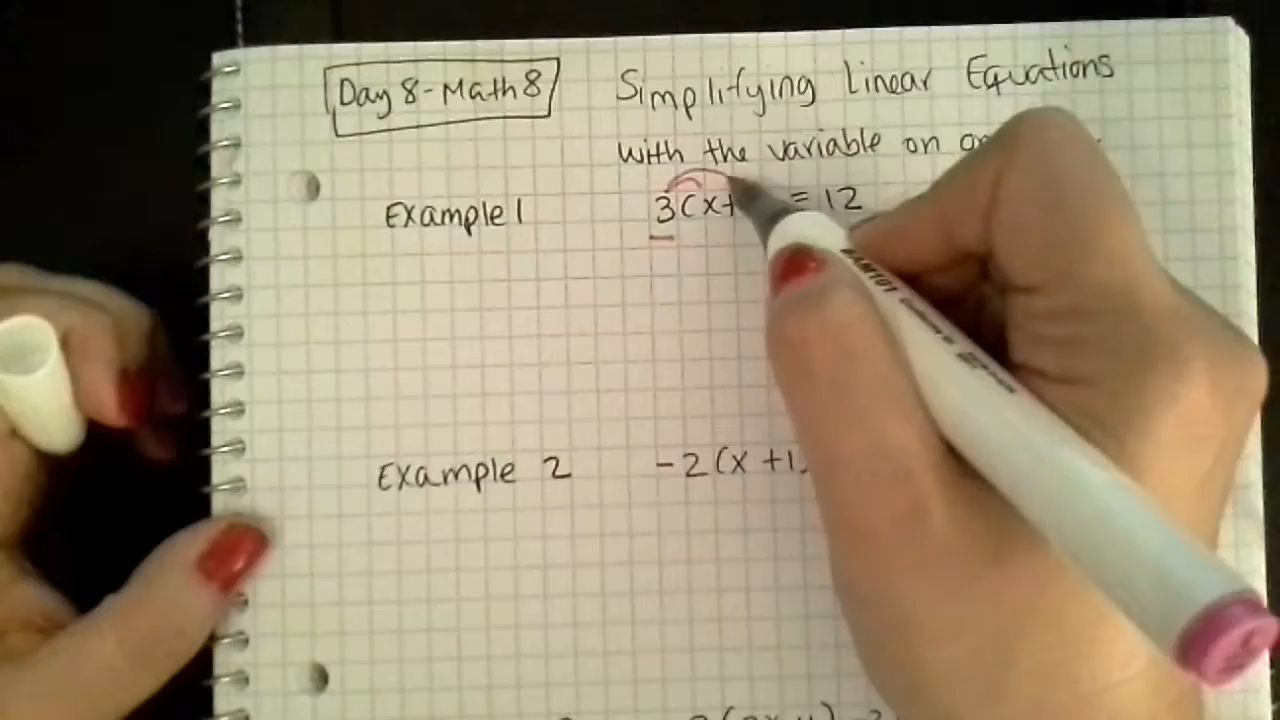 Day 8 - Math 8
Simplifying Linear Equations
with the variable on
Example 1
3(x+ = 12
Example 2
-2(x +1)